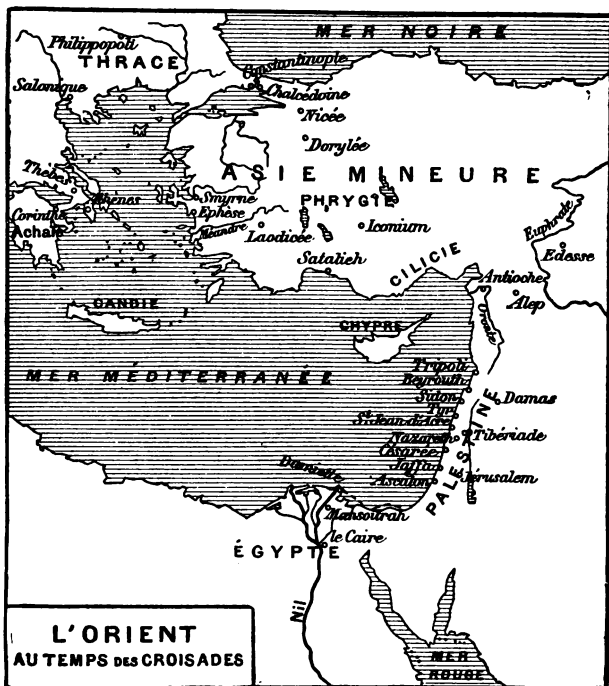 MER NOIRE
Philippopoli
THRACE
Constantinople
Salonique
Chalcédoine
Nicée
Dorylée
ASIE MINEURE
Thèbes
Athènes
Smyrne
PHRYGIE
Euphrate
Corinthe
Ephèse
Achaïe
Méandre
Iconium
Laodicée
Edesse
Satalieh
CILICIE
Antioche
Alep
CANDIE
Oronte
CHYPRE
Tripoli
MER MÉDITERRANÉE
Beyrouth
Sidon
Damas
Tyr
St Jean d'Acre
Nazareth
Tibériade
Césarée
PALESTINE
Jaffa
Damiette
Jérusalem
Ascalon
Mansourah
le Caire
ÉGYPTE
Nil
L'ORIENT
AU TEMPS DES CROISADES
MER
ROUGE